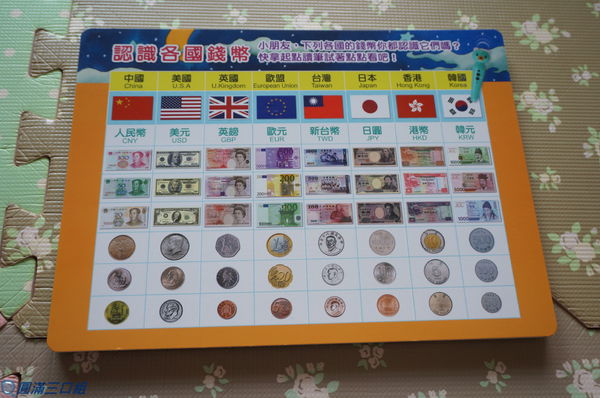 認識各國錢幣
小朋友，下列各國的錢幣你都認識它們嗎？
快拿起點讀筆試著點點看吧！
中國 美國 英國 歐盟 台灣 日本 香港 韓國
China U.S.A U.Kingdom European Union Taiwan Japan Hong Kong Korea
人民幣 美元 英磅 歐元 新台幣 日圓 港幣 韓元
CNY USD GBP EUR TWD JPY HKD KRW
圓滿三口組